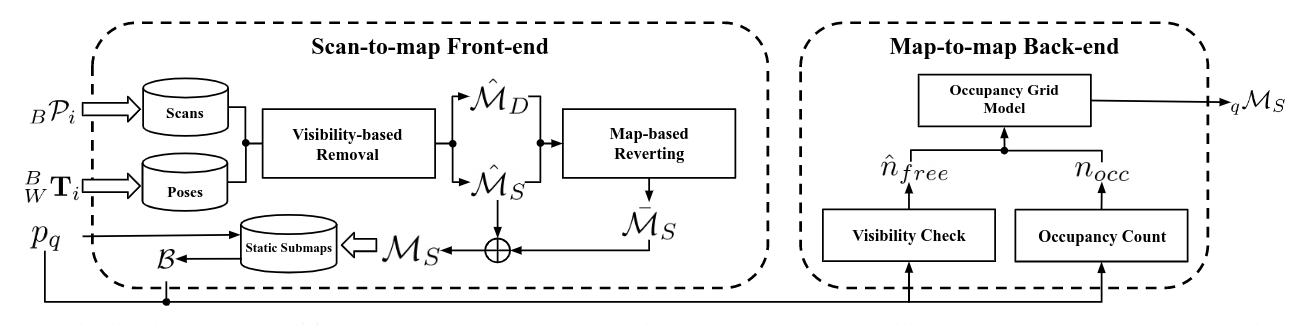 Scan-to-map Front-end
Map-to-map Back-end
_B\mathcal{P}_i
Scans
^B_W\mathbf{T}_i
Poses
Visibility-based
Removal
\hat{\mathcal{M}}_D
\hat{\mathcal{M}}_S
Map-based
Reverting
\bar{\mathcal{M}}_S
p_q
Static Submaps
\mathcal{M}_S
\mathcal{B}
Occupancy Grid
Model
_q\mathcal{M}_S
\hat{n}_{free}
n_{occ}
Visibility Check
Occupancy Count